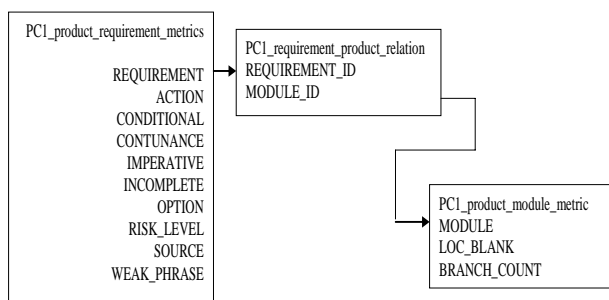 PC1_product_requirement_metrics
REQUIREMENT
ACTION
CONDITIONAL
CONTUNANCE
IMPERATIVE
INCOMPLETE
OPTION
RISK_LEVEL
SOURCE
WEAK_PHRASE
PC1_requirement_product_relation
REQUIREMENT_ID
MODULE_ID
PC1_product_module_metric
MODULE
LOC_BLANK
BRANCH_COUNT